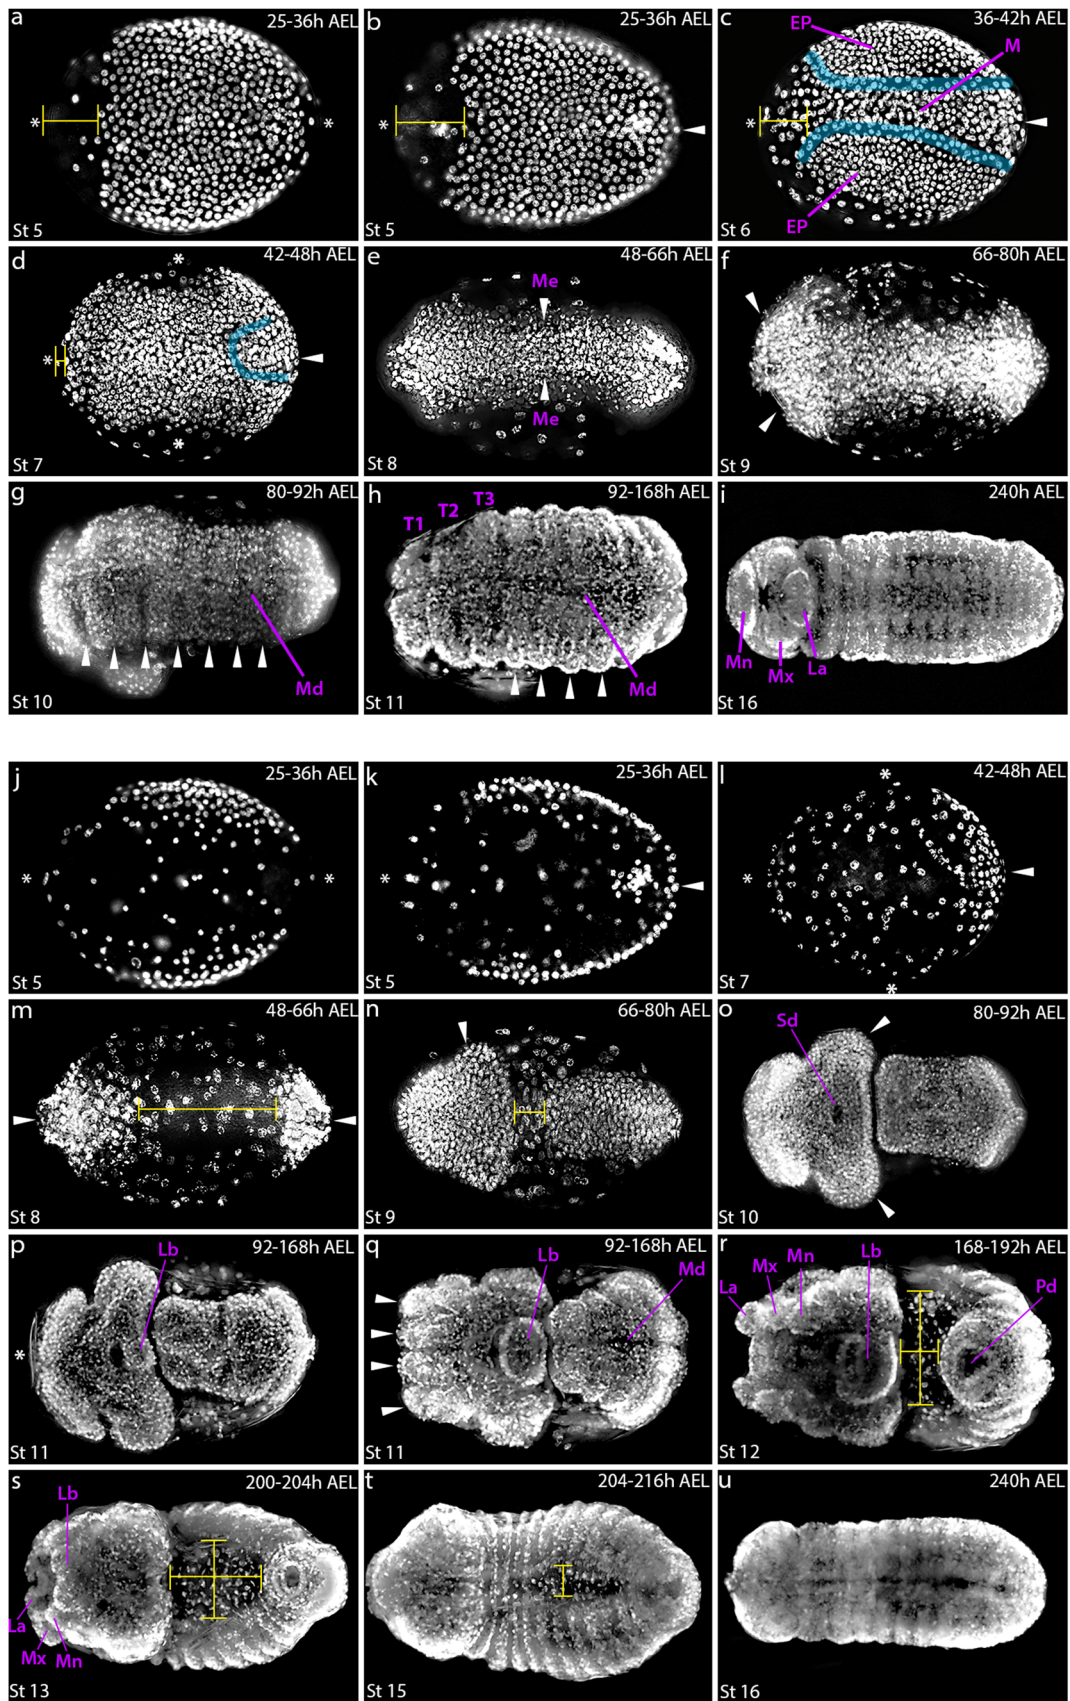 a 25-36h AEL
* *
St 5
b 25-36h AEL
*
St 5
c 36-42h AEL
EP
M
*
EP
St 6
d 42-48h AEL
*
*
*
St 7
e 48-66h AEL
Me
Me
St 8
f 66-80h AEL
St 9
g 80-92h AEL
Md
St 10
h 92-168h AEL
T1 T2 T3
Md
St 11
i 240h AEL
Mn Mx La
St 16
j 25-36h AEL
* *
St 5
k 25-36h AEL
*
St 5
l 42-48h AEL
*
*
*
St 7
m 48-66h AEL
St 8
n 66-80h AEL
St 9
o 80-92h AEL
Sd
St 10
p 92-168h AEL
Lb
*
St 11
q 92-168h AEL
Lb Md
St 11
r 168-192h AEL
La Mx Mn Lb Pd
St 12
s 200-204h AEL
Lb
La
Mx Mn
St 13
t 204-216h AEL
St 15
u 240h AEL
St 16